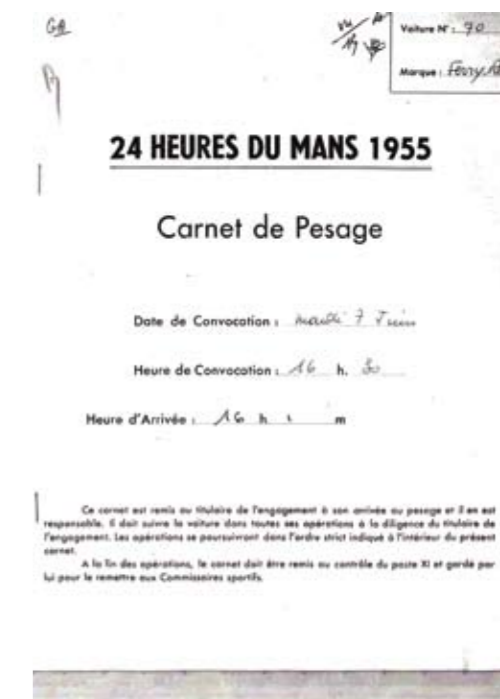 GA
vu
Voiture N° : 70
Marque : Ferry
24 HEURES DU MANS 1955
Carnet de Pesage
Date de Convocation : mardi 7 Juin
Heure de Convocation : 16 h. 30
Heure d'Arrivée : 16 h m
Ce carnet est remis au titulaire de l'engagement à son arrivée au pesage et il en est
responsable. Il doit suivre la voiture dans toutes ses opérations à la diligence du titulaire de
l'engagement. Les opérations se poursuivront dans l'ordre strict indiqué à l'intérieur du présent
carnet.
A la fin des opérations, le carnet doit être remis au contrôle du poste XI et gardé par
lui pour le remettre aux Commissaires sportifs.